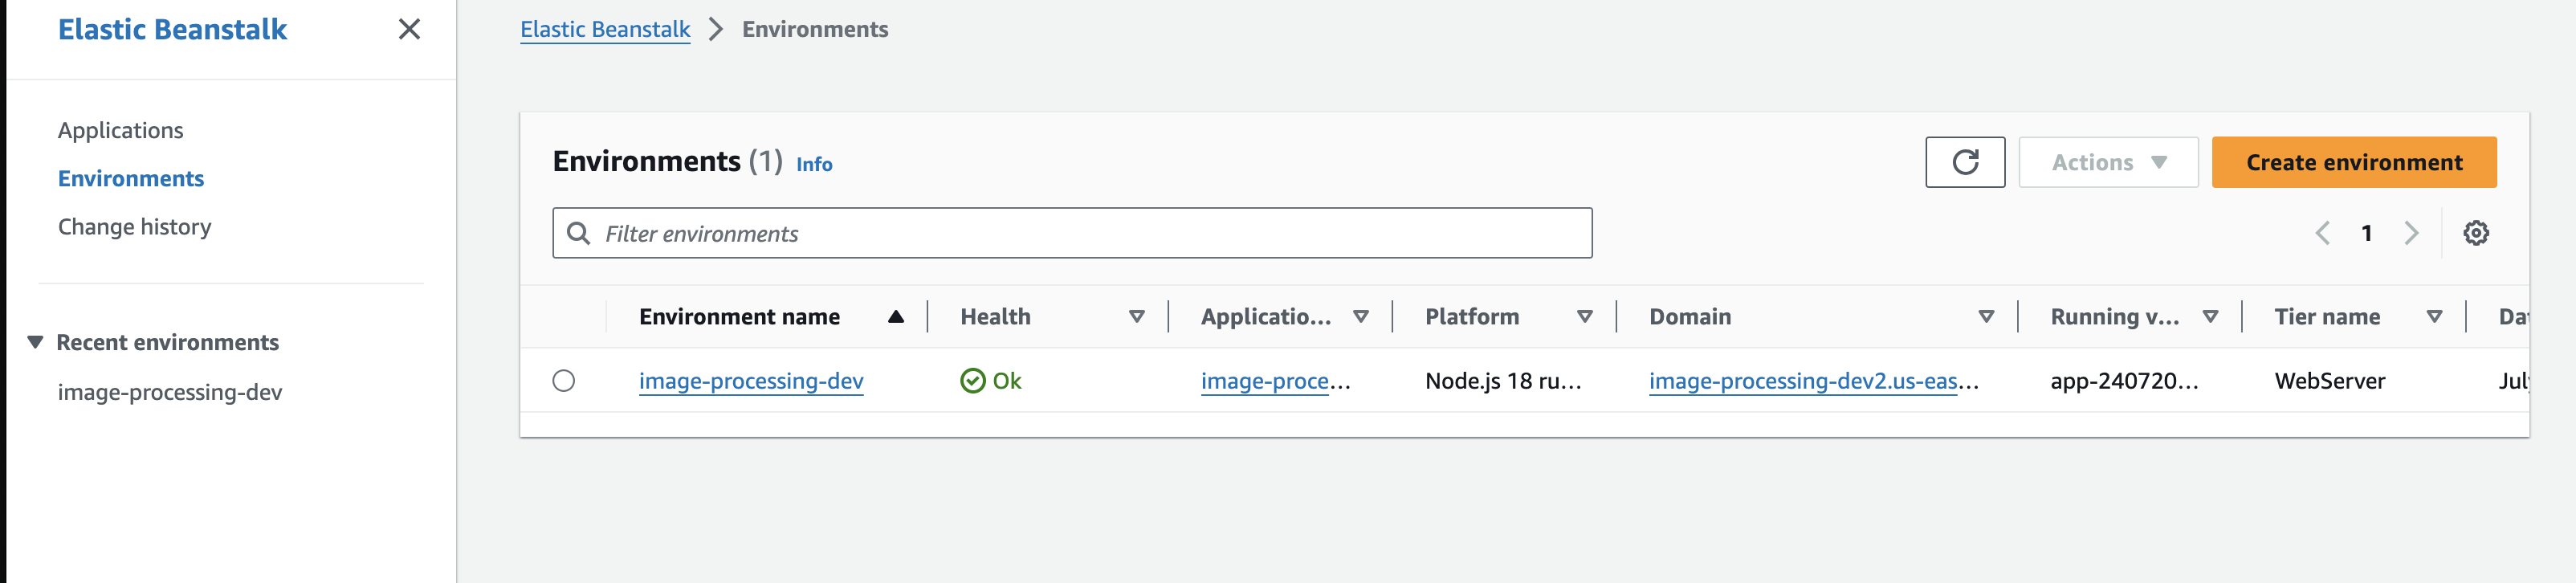 Elastic Beanstalk
Elastic Beanstalk > Environments
Applications
Environments
Change history
Recent environments
image-processing-dev
Environments (1) Info
Actions
Create environment
Filter environments
1
Environment name Health Applicatio... Platform Domain Running v... Tier name Da
image-processing-dev Ok image-proce... Node.js 18 ru... image-processing-dev2.us-eas... app-240720... WebServer Jul